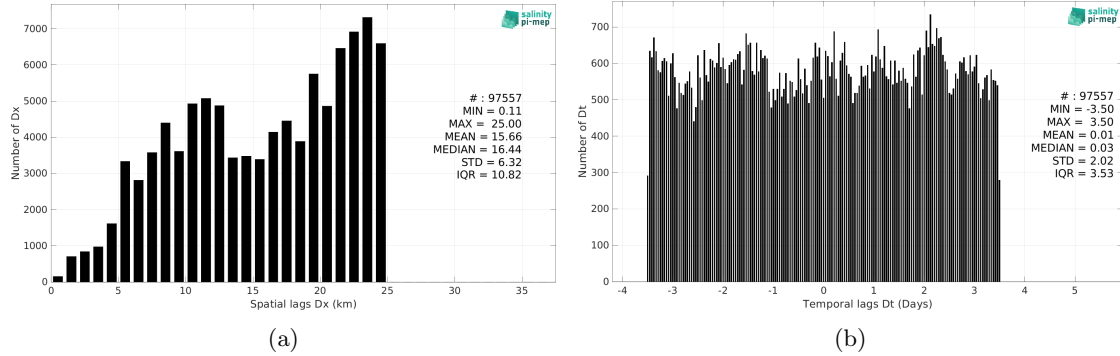 7000
6000
5000
4000
3000
2000
1000
0
Number of Dx
0 5 10 15 20 25 30 35
Spatial lags Dx (km)
salinity
pi-mep
# : 97557
MIN = 0.11
MAX = 25.00
MEAN = 15.66
MEDIAN = 16.44
STD = 6.32
IQR = 10.82
(a)
700
600
500
400
300
200
100
0
Number of Dt
-4 -3 -2 -1 0 1 2 3 4 5
Temporal lags Dt (Days)
salinity
pi-mep
# : 97557
MIN = -3.50
MAX = 3.50
MEAN = 0.01
MEDIAN = 0.03
STD = 2.02
IQR = 3.53
(b)